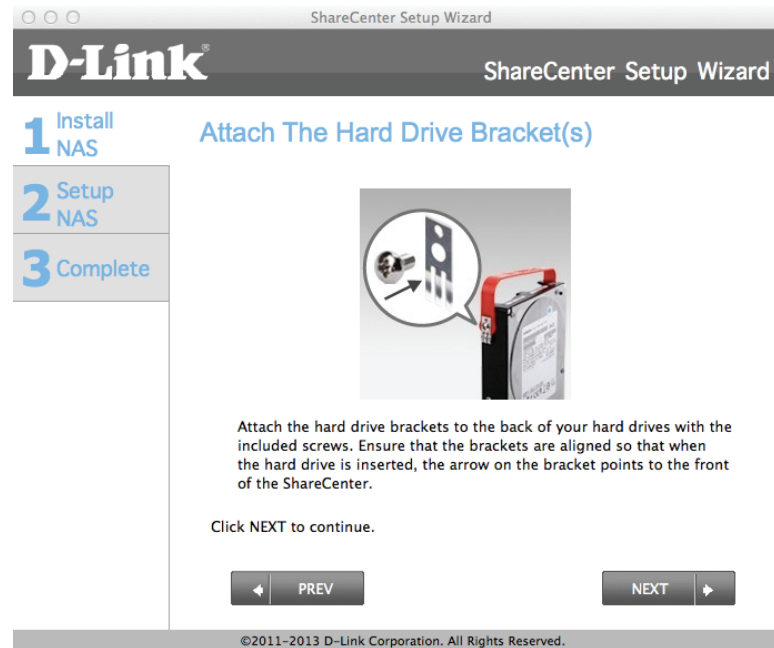 ShareCenter Setup Wizard
D-Link®
ShareCenter Setup Wizard
1 Install
NAS
2 Setup
NAS
3 Complete
Attach The Hard Drive Bracket(s)
Attach the hard drive brackets to the back of your hard drives with the
included screws. Ensure that the brackets are aligned so that when
the hard drive is inserted, the arrow on the bracket points to the front
of the ShareCenter.
Click NEXT to continue.
PREV
NEXT
©2011-2013 D-Link Corporation. All Rights Reserved.